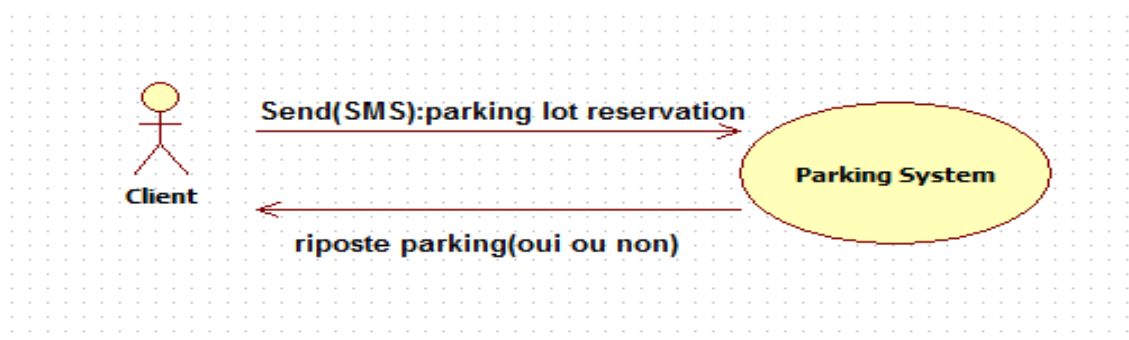 Send(SMS):parking lot reservation
Parking System
Client
riposte parking(oui ou non)